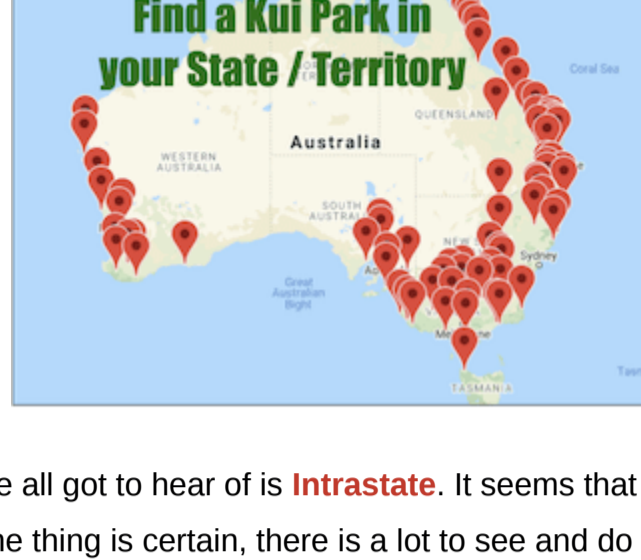 Find a Kui Park in
your State / Territory
Coral Sea
QUEENSLAND
Australia
WESTERN
AUSTRALIA
SOUTH
NEW
Sydney
Great
Australian
Bight
TASMANIA
all got to hear of is Intrastate. It seems that
thing is certain, there is a lot to see and do